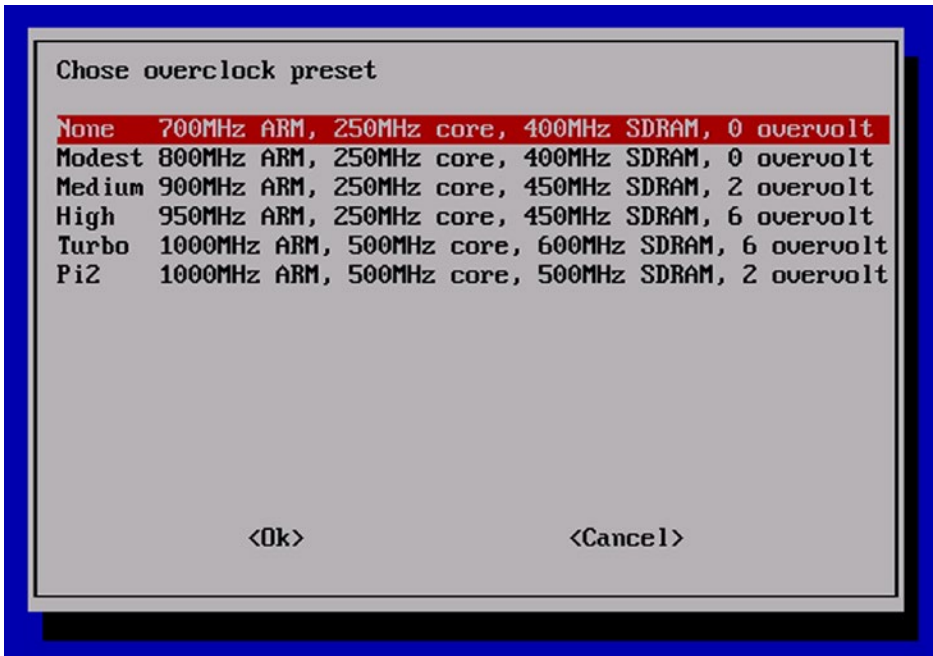 Chose overclock preset
None 700MHz ARM, 250MHz core, 400MHz SDRAM, 0 overvolt
Modest 800MHz ARM, 250MHz core, 400MHz SDRAM, 0 overvolt
Medium 900MHz ARM, 250MHz core, 450MHz SDRAM, 2 overvolt
High 950MHz ARM, 250MHz core, 450MHz SDRAM, 6 overvolt
Turbo 1000MHz ARM, 500MHz core, 600MHz SDRAM, 6 overvolt
Pi2 1000MHz ARM, 500MHz core, 500MHz SDRAM, 2 overvolt
<Ok> <Cancel>